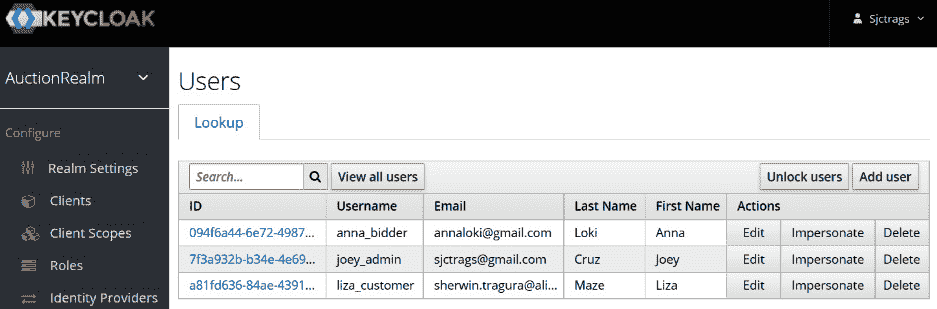 KEYCLOAK
Sjctrags
AuctionRealm
Users
Lookup
Configure
Realm Settings
Clients
Client Scopes
Roles
Identity Providers
Search... View all users Unlock users Add user
ID Username Email Last Name First Name Actions
094f6a44-6e72-4987... anna_bidder annaloki@gmail.com Loki Anna Edit Impersonate Delete
7f3a932b-b34e-4e69... joey_admin sjctrags@gmail.com Cruz Joey Edit Impersonate Delete
a81fd636-84ae-4391... liza_customer sherwin.tragura@ali... Maze Liza Edit Impersonate Delete